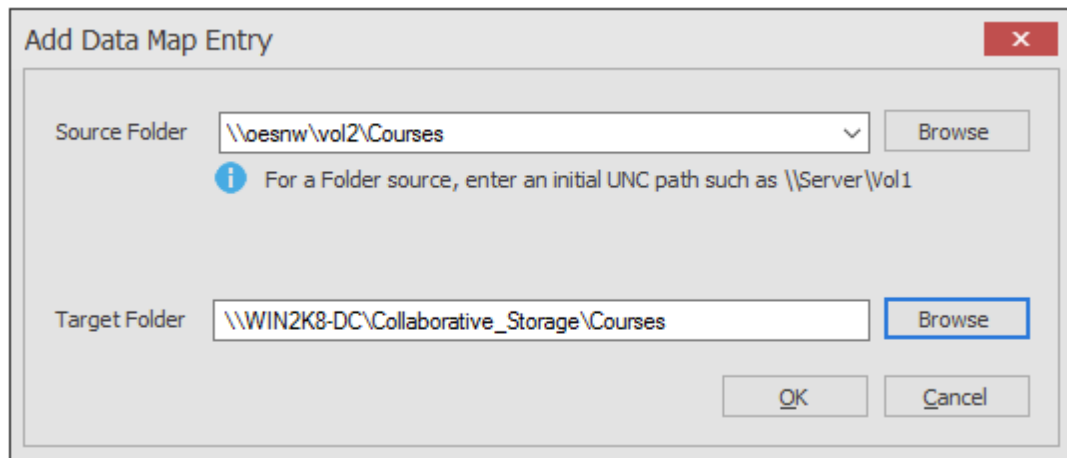 Add Data Map Entry
Source Folder \\oesnw\vol2\Courses Browse
For a Folder source, enter an initial UNC path such as \\Server\Vol1
Target Folder \\WIN2K8-DC\Collaborative_Storage\Courses Browse
OK Cancel